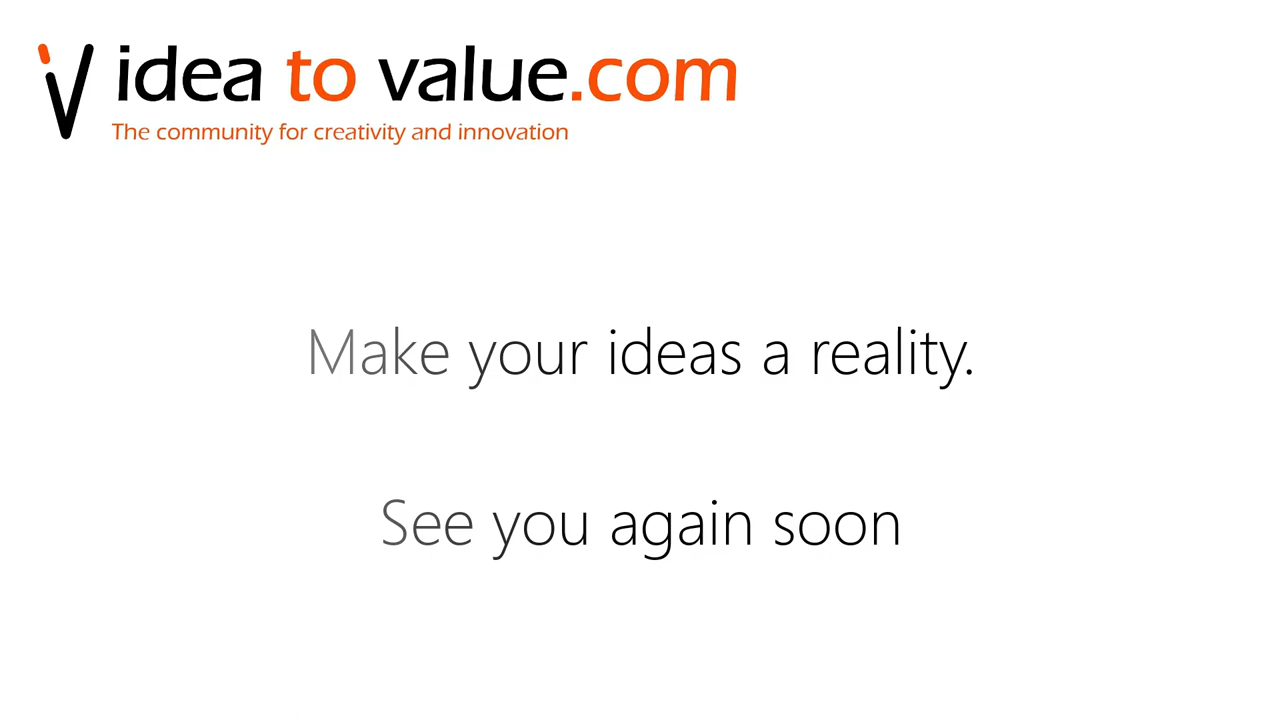 idea to value.com
The community for creativity and innovation
Make your ideas a reality.
See you again soon